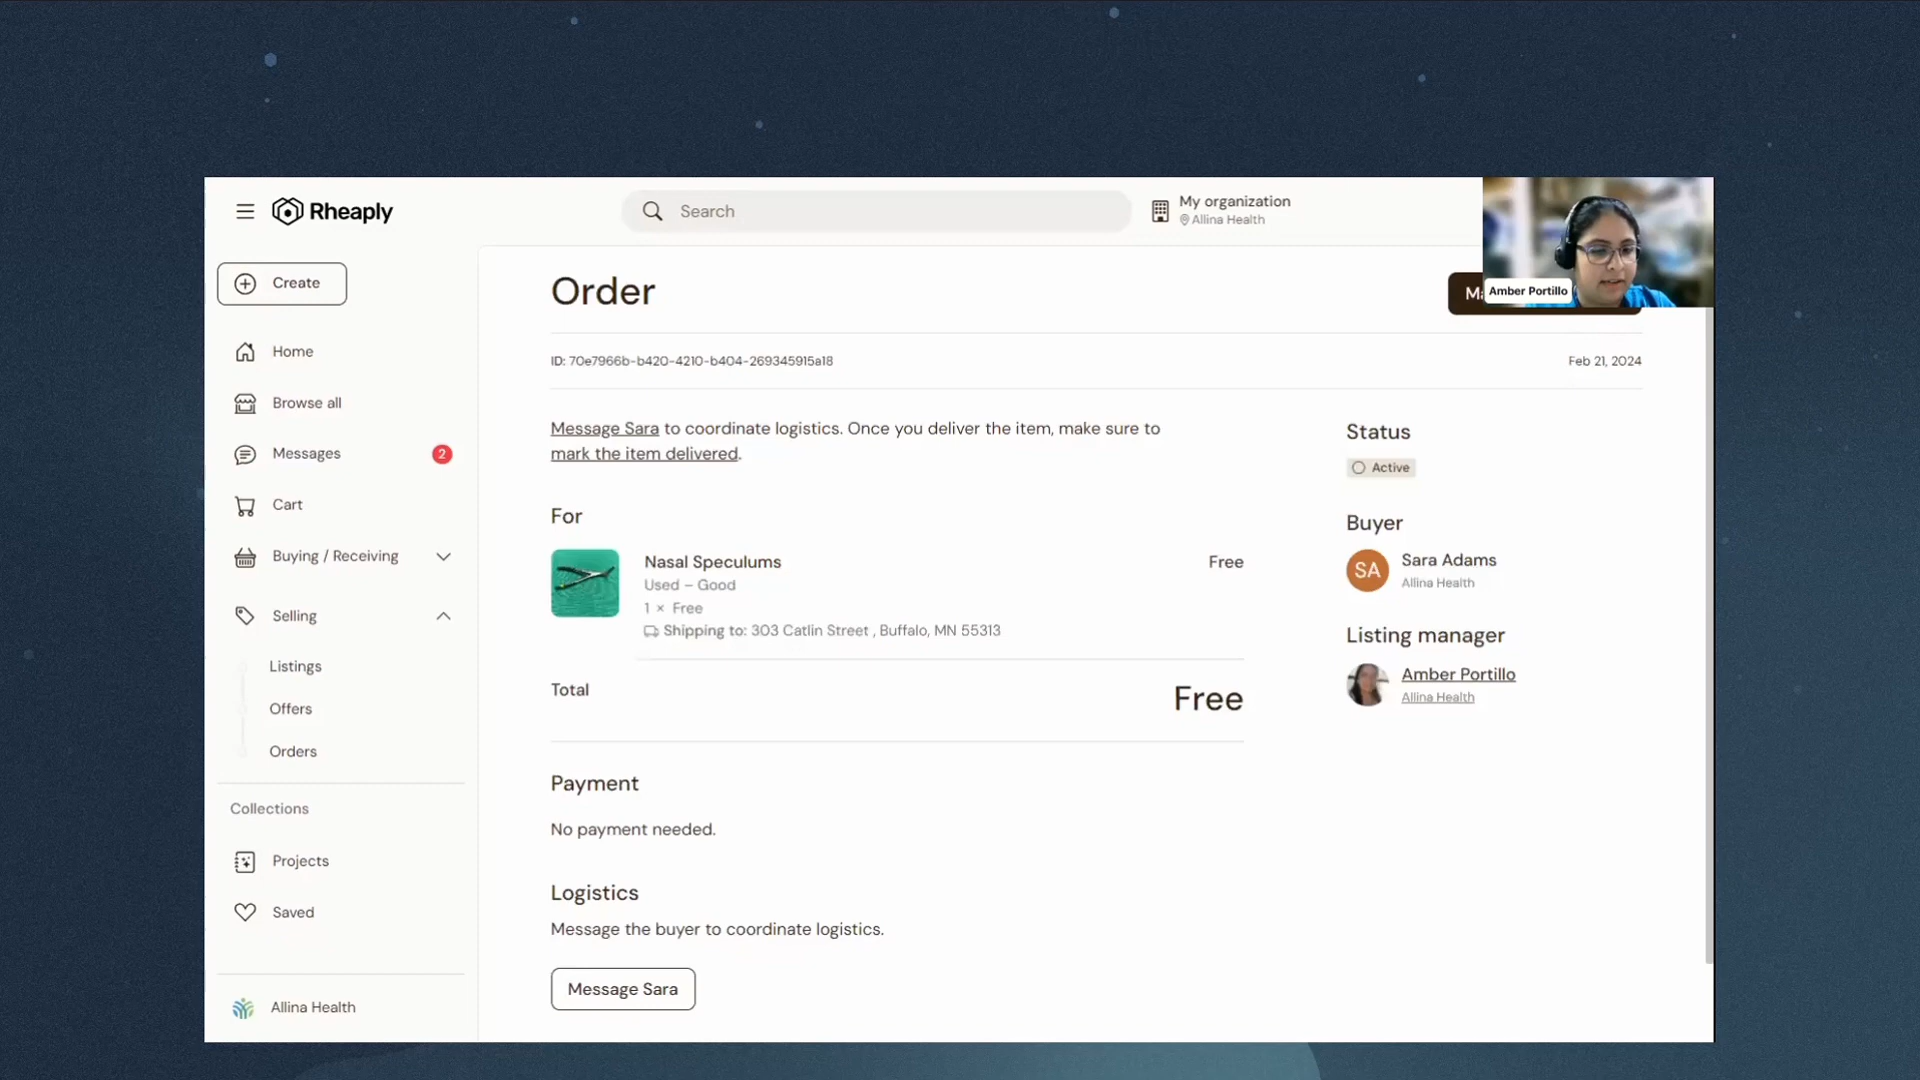 Rheaply
Search
My organization
Allina Health
Amber Portillo
Create
Home
Browse all
Messages
2
Cart
Buying / Receiving
Selling
Listings
Offers
Orders
Collections
Projects
Saved
Allina Health
Order
ID: 70e7966b-b420-4210-b404-269345915a18
Feb 21, 2024
Message Sara to coordinate logistics. Once you deliver the item, make sure to
mark the item delivered.
For
Nasal Speculums
Free
Used – Good
1 × Free
Shipping to: 303 Catlin Street , Buffalo, MN 55313
Total
Free
Payment
No payment needed.
Logistics
Message the buyer to coordinate logistics.
Message Sara
Status
Active
Buyer
SA
Sara Adams
Allina Health
Listing manager
Amber Portillo
Allina Health